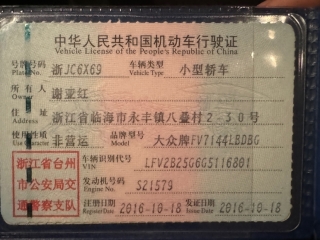 中华人民共和国机动车行驶证
Vehicle License of the People's Republic of China
号牌号码 浙JC6X69 车辆类型 小型轿车
Plate No. Vehicle Type
所有人 谢亚红
Owner
住址 浙江省临海市永丰镇八叠村2-30号
Address
使用性质 非营运 品牌型号 大众牌FV7144LBDBG
Use Character Model
浙江省台州 车辆识别代号 LFV2B25G6G5116801
VIN
市公安局交 发动机号码 S21579
Engine No.
通警察支队 注册日期 2016-10-18 发证日期 2016-10-18
Register Date Issue Date